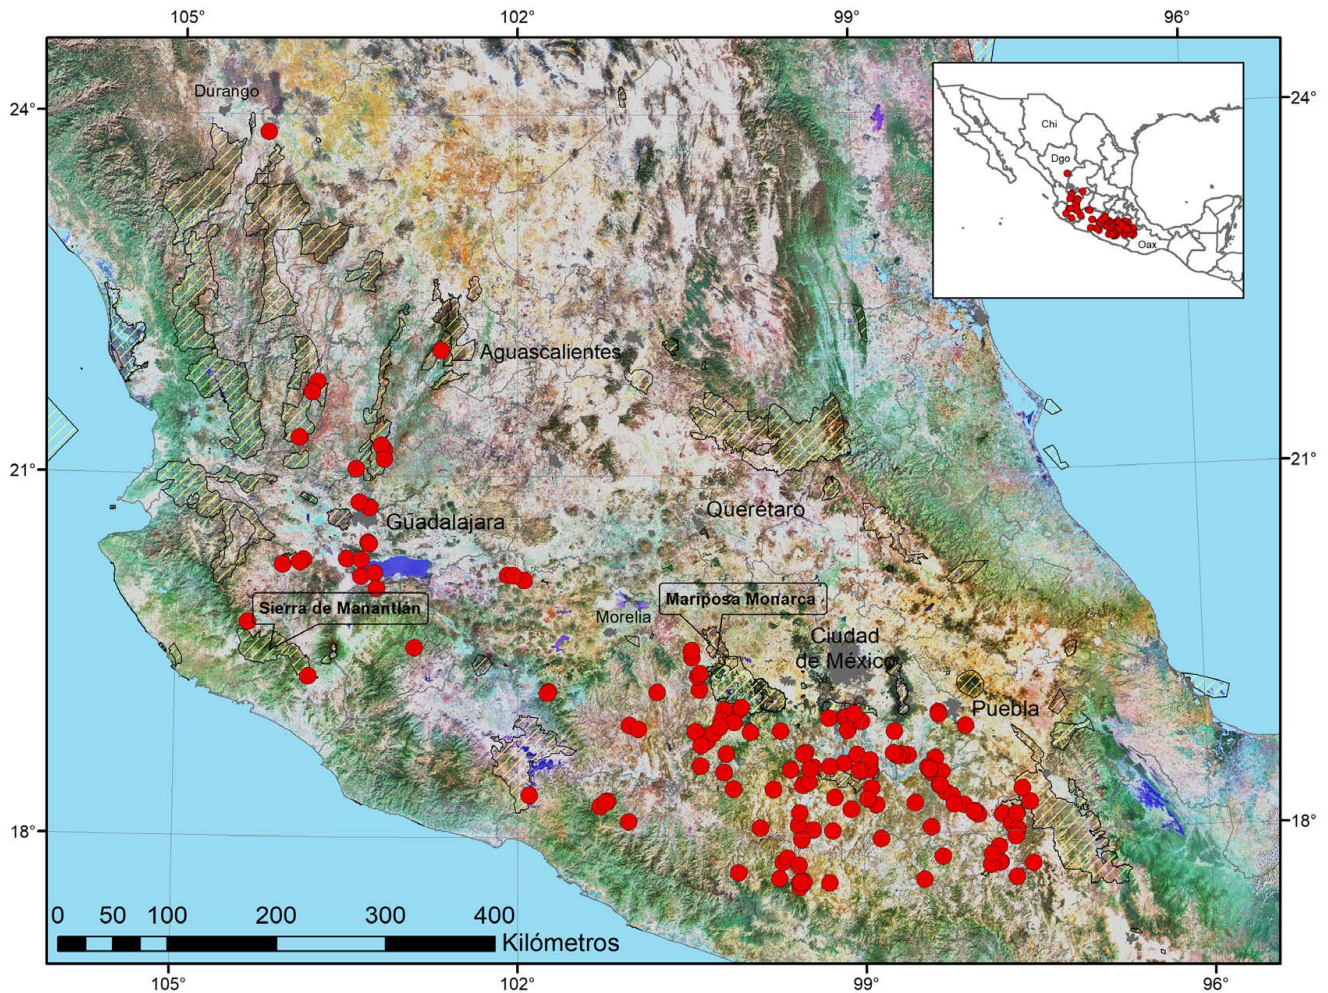 105°
102°
99°
96°
24°
24°
Durango
Chi
Dgo
Oax
Aguascalientes
21°
21°
Guadalajara
Querétaro
Mariposa Monarca
Sierra de Manantlán
Morelia
Ciudad
de México
Puebla
18°
18°
0 50 100 200 300 400
Kilómetros
105°
102°
99°
96°